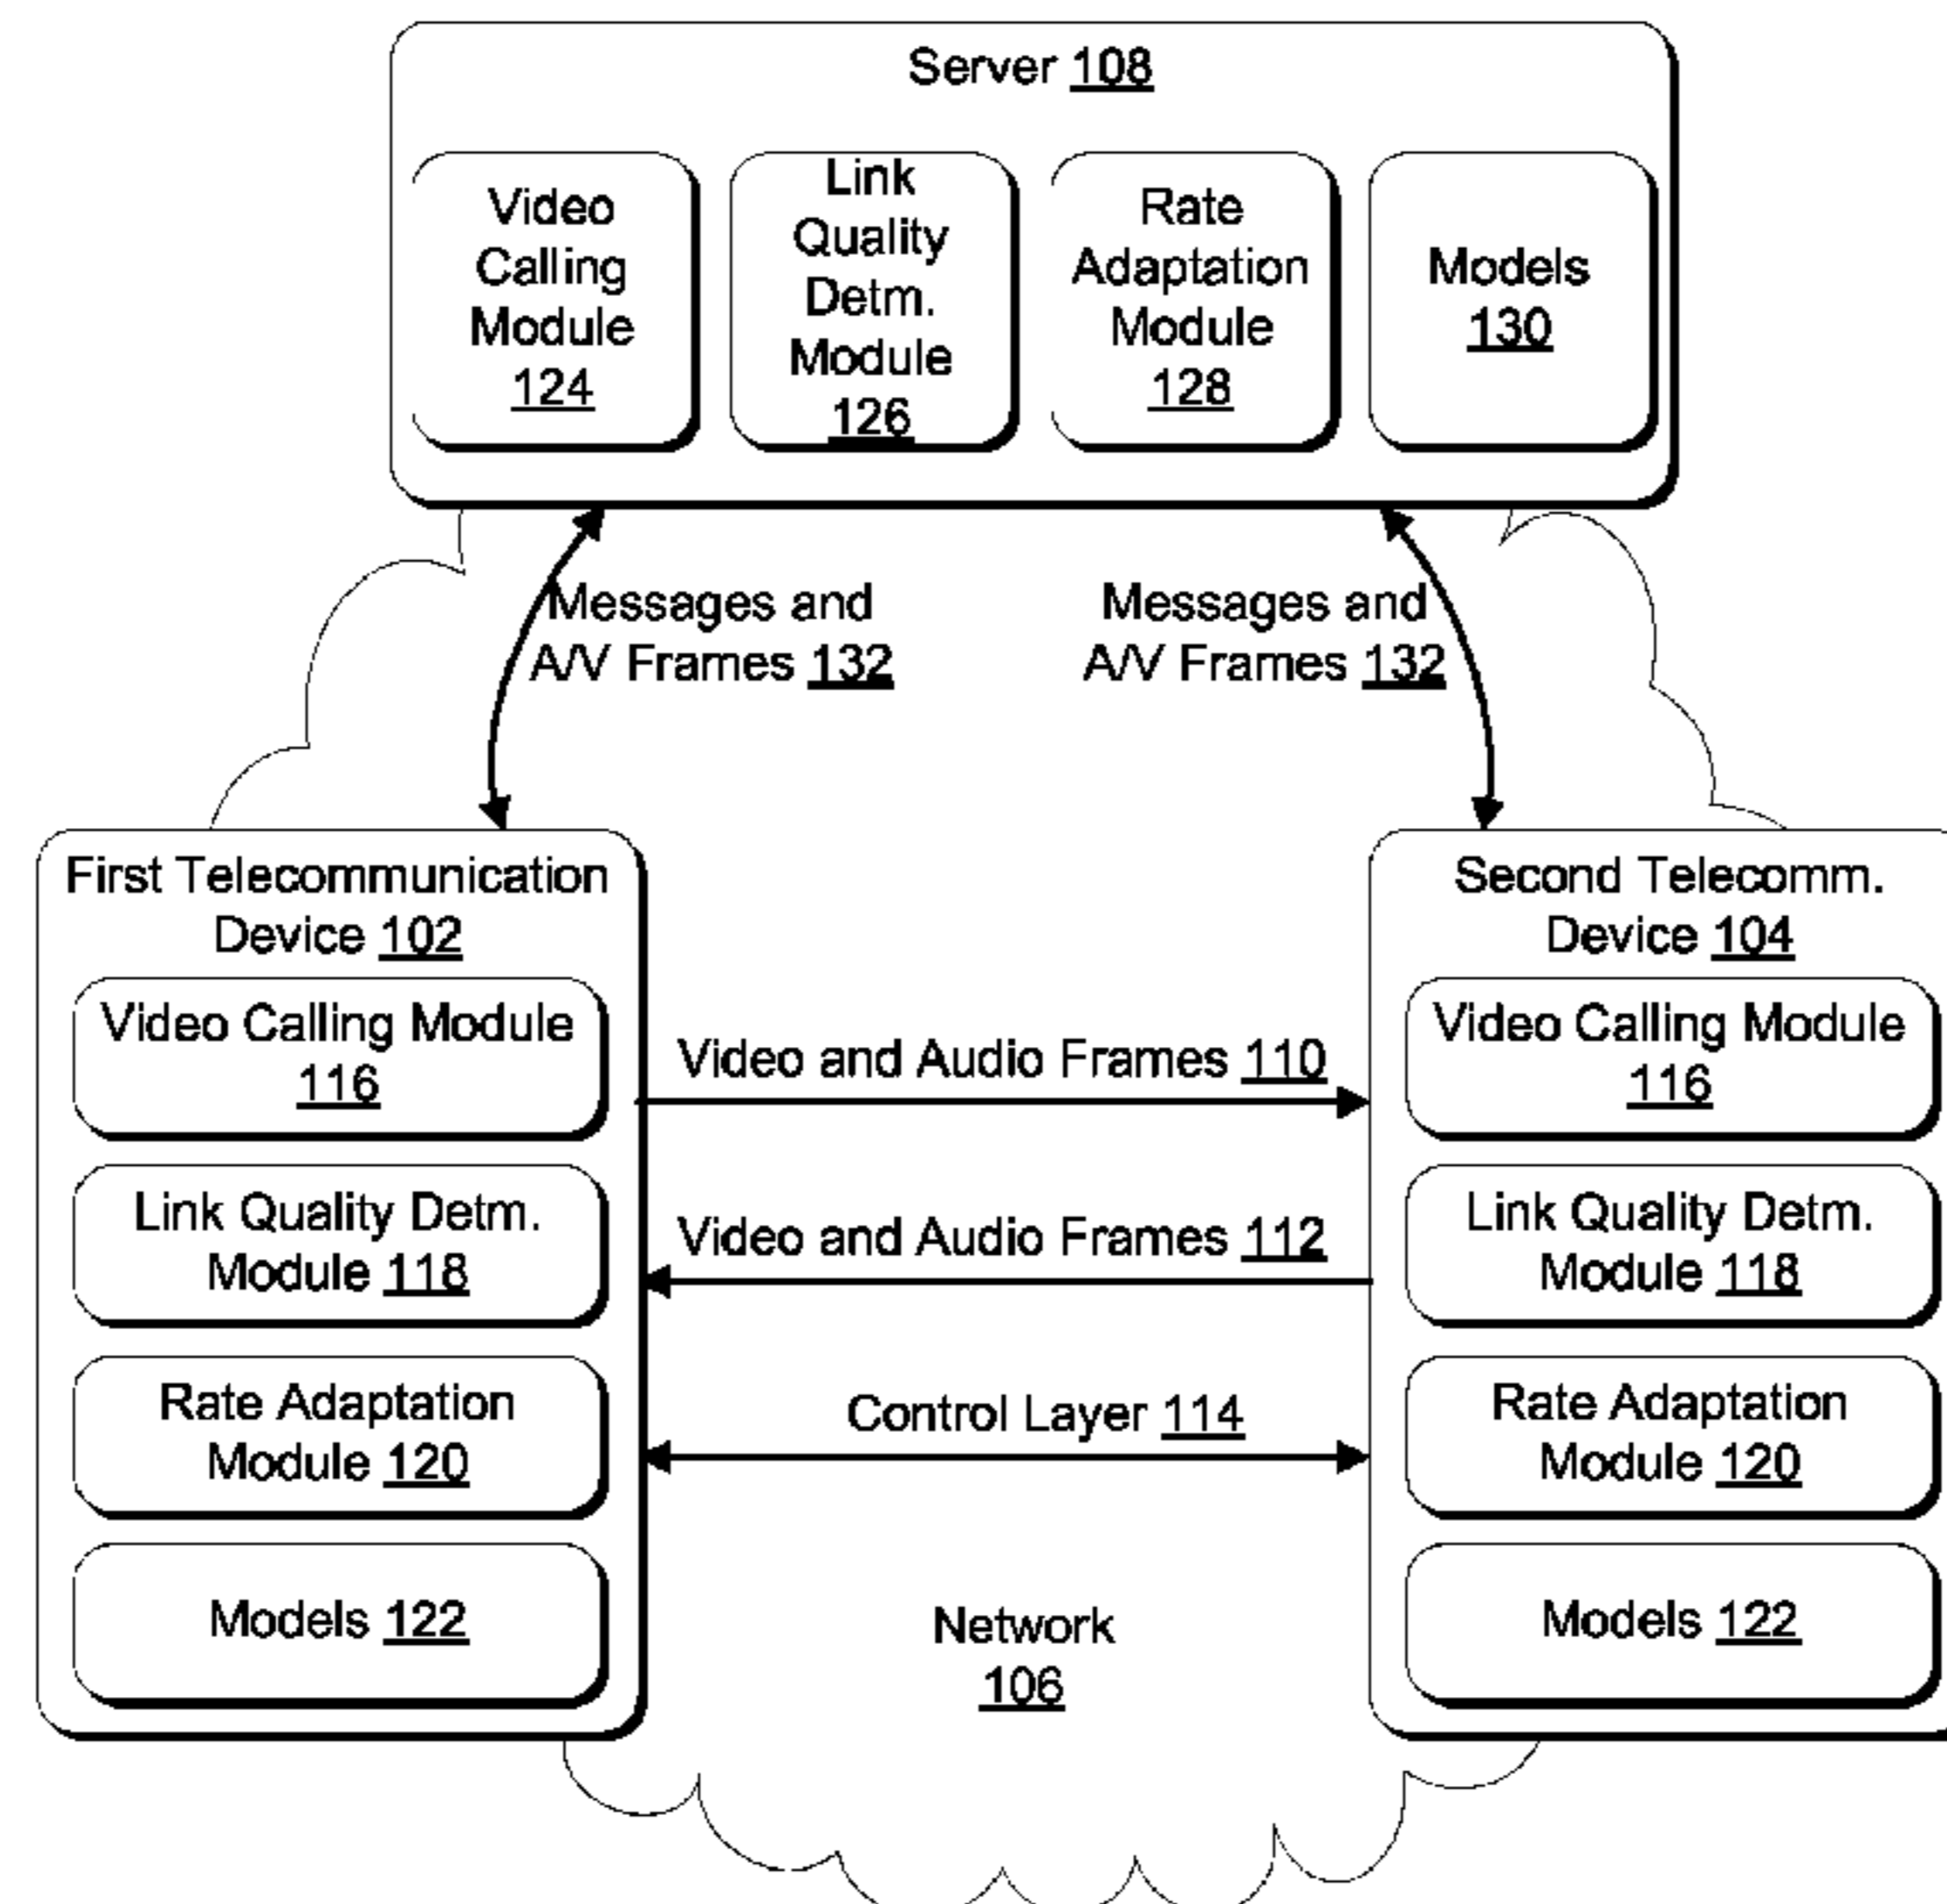 Server 108
Video
Calling
Module
124
Link
Quality
Detm.
Module
126
Rate
Adaptation
Module
128
Models
130
Messages and
A/V Frames 132
Messages and
A/V Frames 132
First Telecommunication
Device 102
Video Calling Module
116
Link Quality Detm.
Module 118
Rate Adaptation
Module 120
Models 122
Video and Audio Frames 110
Video and Audio Frames 112
Control Layer 114
Network
106
Second Telecomm.
Device 104
Video Calling Module
116
Link Quality Detm.
Module 118
Rate Adaptation
Module 120
Models 122